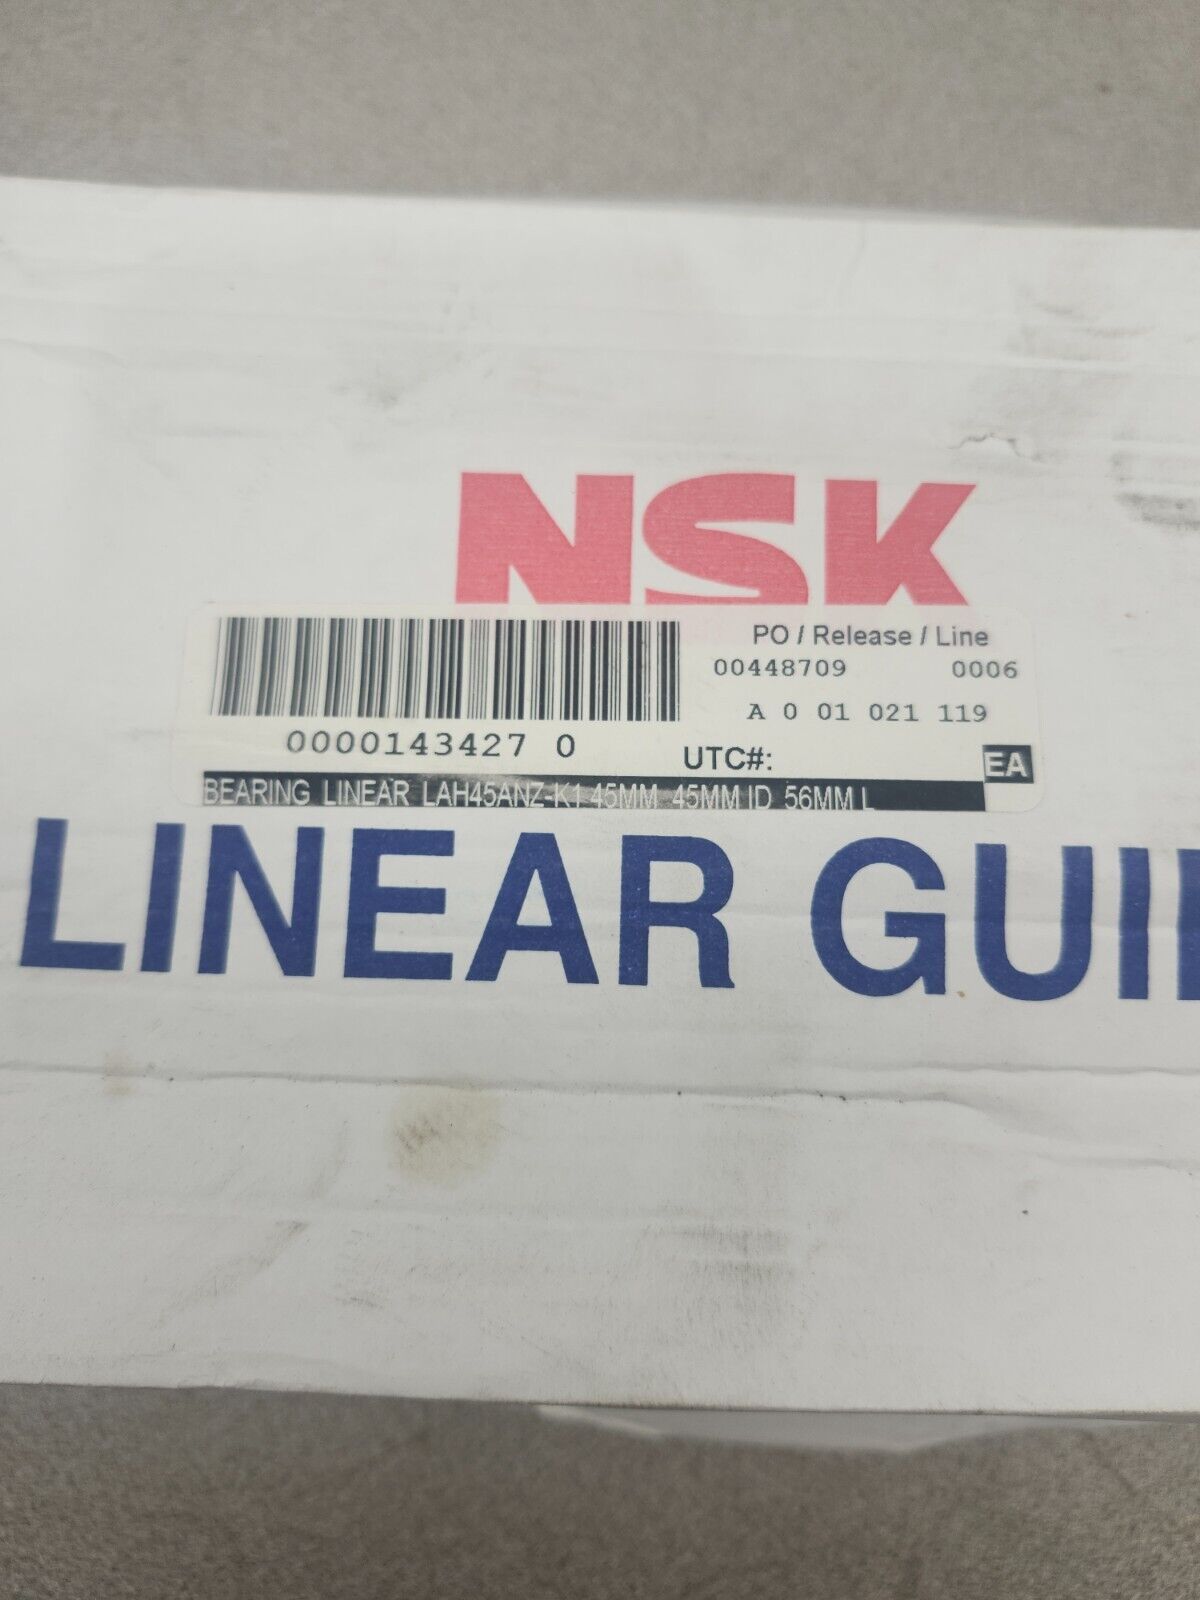 NSK
PO / Release / Line
00448709 0006
A 0 01 021 119
0000143427 0
UTC#:
EA
BEARING LINEAR LAH45ANZ-K1 45MM 45MM ID 56MM L
LINEAR GUI